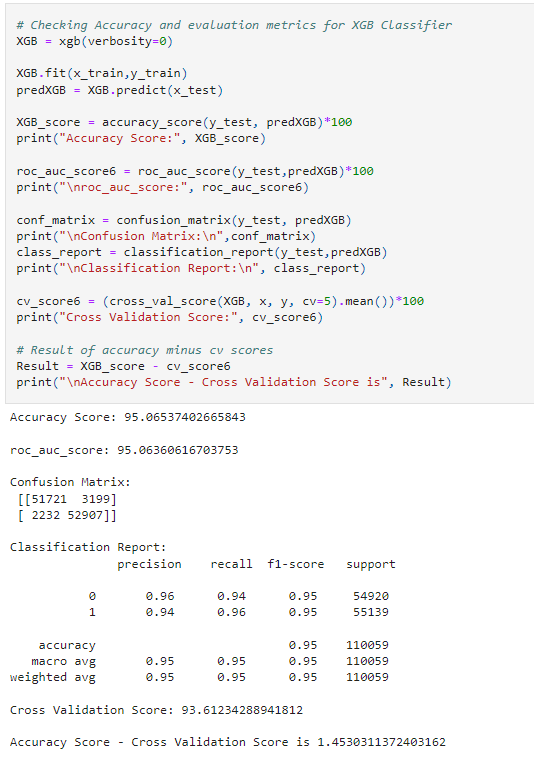 # Checking Accuracy and evaluation metrics for XGB Classifier
XGB = xgb(verbosity=0)
XGB.fit(x_train,y_train)
predXGB = XGB.predict(x_test)
XGB_score = accuracy_score(y_test, predXGB)*100
print("Accuracy Score:", XGB_score)
roc_auc_score6 = roc_auc_score(y_test,predXGB)*100
print("\nroc_auc_score:", roc_auc_score6)
conf_matrix = confusion_matrix(y_test, predXGB)
print("\nConfusion Matrix:\n",conf_matrix)
class_report = classification_report(y_test,predXGB)
print("\nClassification Report:\n", class_report)
cv_score6 = (cross_val_score(XGB, x, y, cv=5).mean())*100
print("Cross Validation Score:", cv_score6)
# Result of accuracy minus cv scores
Result = XGB_score - cv_score6
print("\nAccuracy Score - Cross Validation Score is", Result)
Accuracy Score: 95.06537402665843
roc_auc_score: 95.06360616703753
Confusion Matrix:
[[51721  3199]
[ 2232 52907]]
Classification Report:
precision    recall  f1-score   support
0       0.96      0.94      0.95     54920
1       0.94      0.96      0.95     55139
accuracy                           0.95    110059
macro avg       0.95      0.95      0.95    110059
weighted avg       0.95      0.95      0.95    110059
Cross Validation Score: 93.61234288941812
Accuracy Score - Cross Validation Score is 1.4530311372403162